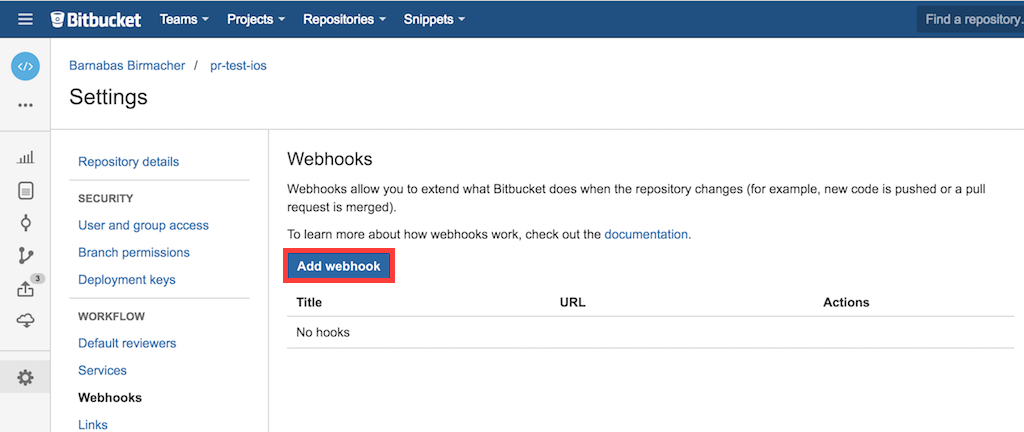 Bitbucket Teams Projects Repositories Snippets Find a repository...
Barnabas Birmacher / pr-test-ios
Settings
Repository details
SECURITY
User and group access
Branch permissions
Deployment keys
3
WORKFLOW
Default reviewers
Services
Webhooks
Links
Webhooks
Webhooks allow you to extend what Bitbucket does when the repository changes (for example, new code is pushed or a pull
request is merged).
To learn more about how webhooks work, check out the documentation.
Add webhook
Title URL Actions
No hooks